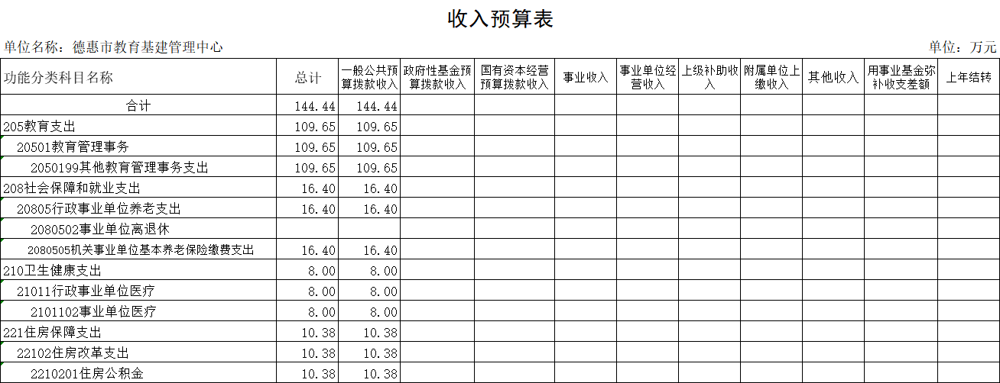 收入预算表
单位名称：德惠市教育基建管理中心 单位：万元
功能分类科目名称 总计 一般公共预算拨款收入 政府性基金预算拨款收入 国有资本经营预算拨款收入 事业收入 事业单位经营收入 上级补助收入 附属单位上缴收入 其他收入 用事业基金弥补收支差额 上年结转
合计 144.44 144.44
205教育支出 109.65 109.65
20501教育管理事务 109.65 109.65
2050199其他教育管理事务支出 109.65 109.65
208社会保障和就业支出 16.40 16.40
20805行政事业单位养老支出 16.40 16.40
2080502事业单位离退休
2080505机关事业单位基本养老保险缴费支出 16.40 16.40
210卫生健康支出 8.00 8.00
21011行政事业单位医疗 8.00 8.00
2101102事业单位医疗 8.00 8.00
221住房保障支出 10.38 10.38
22102住房改革支出 10.38 10.38
2210201住房公积金 10.38 10.38